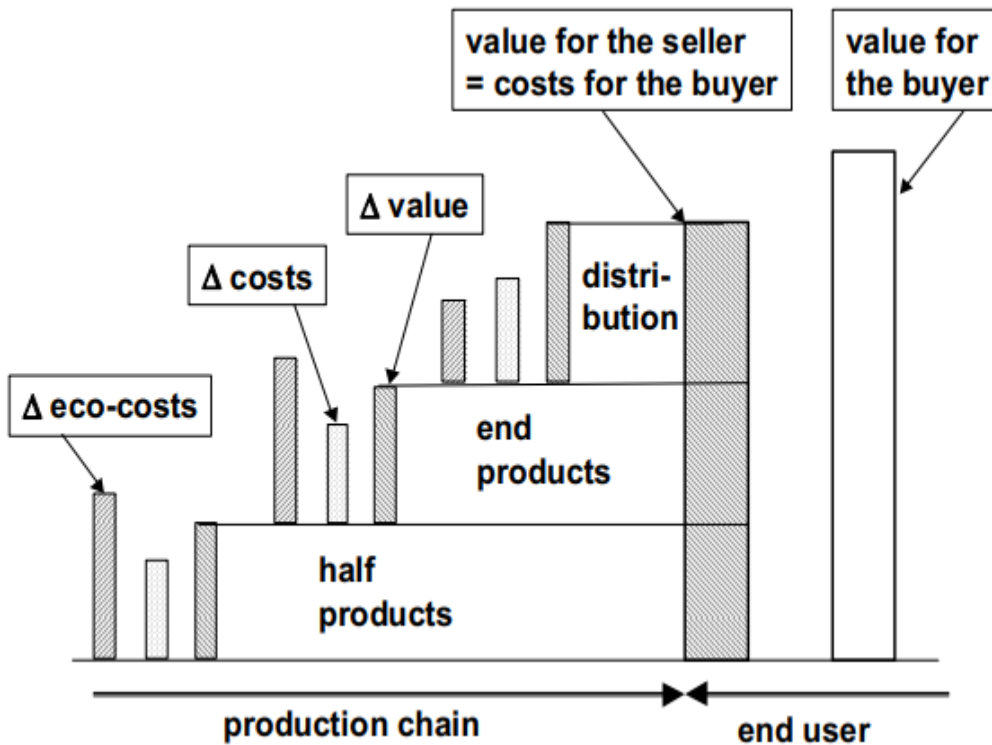 value for the seller
= costs for the buyer
value for
the buyer
Δ value
Δ costs
Δ eco-costs
distri-
bution
end
products
half
products
production chain
end user